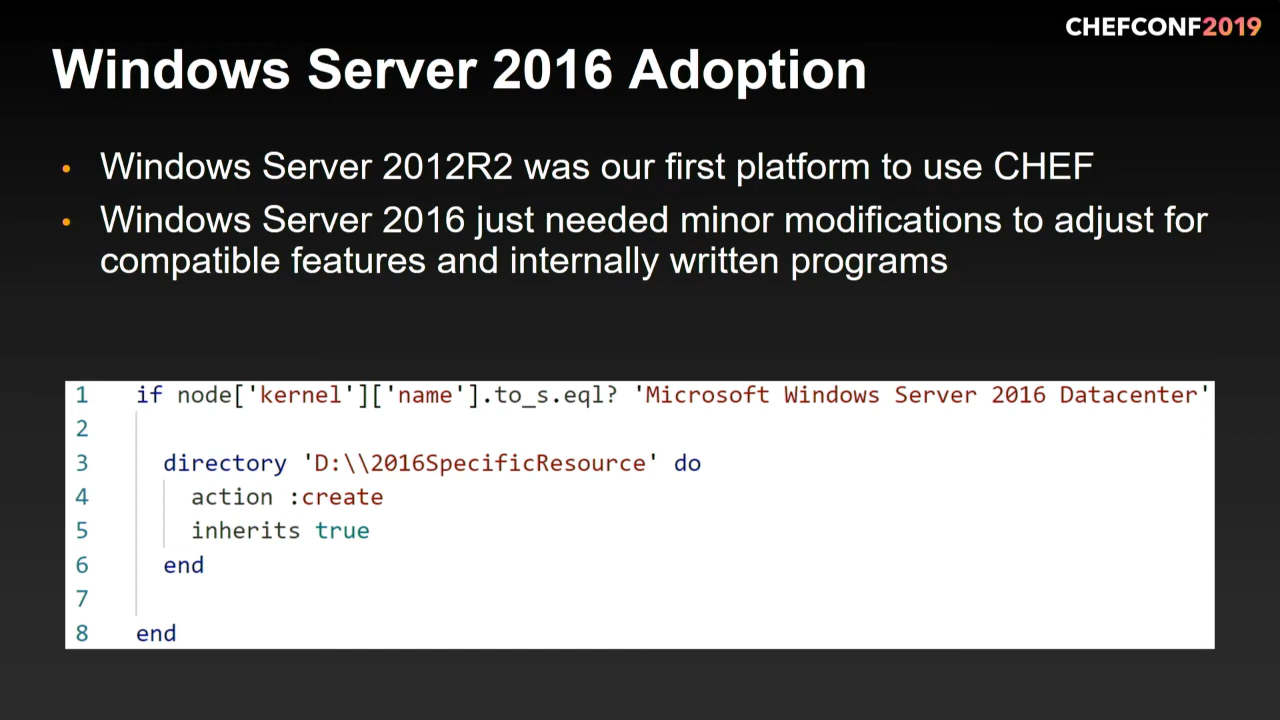 CHEFCONF2019
Windows Server 2016 Adoption
• Windows Server 2012R2 was our first platform to use CHEF
• Windows Server 2016 just needed minor modifications to adjust for
compatible features and internally written programs
1 if node['kernel']['name'].to_s.eql? 'Microsoft Windows Server 2016 Datacenter'
2
3 directory 'D:\\2016SpecificResource' do
4 action :create
5 inherits true
6 end
7
8 end